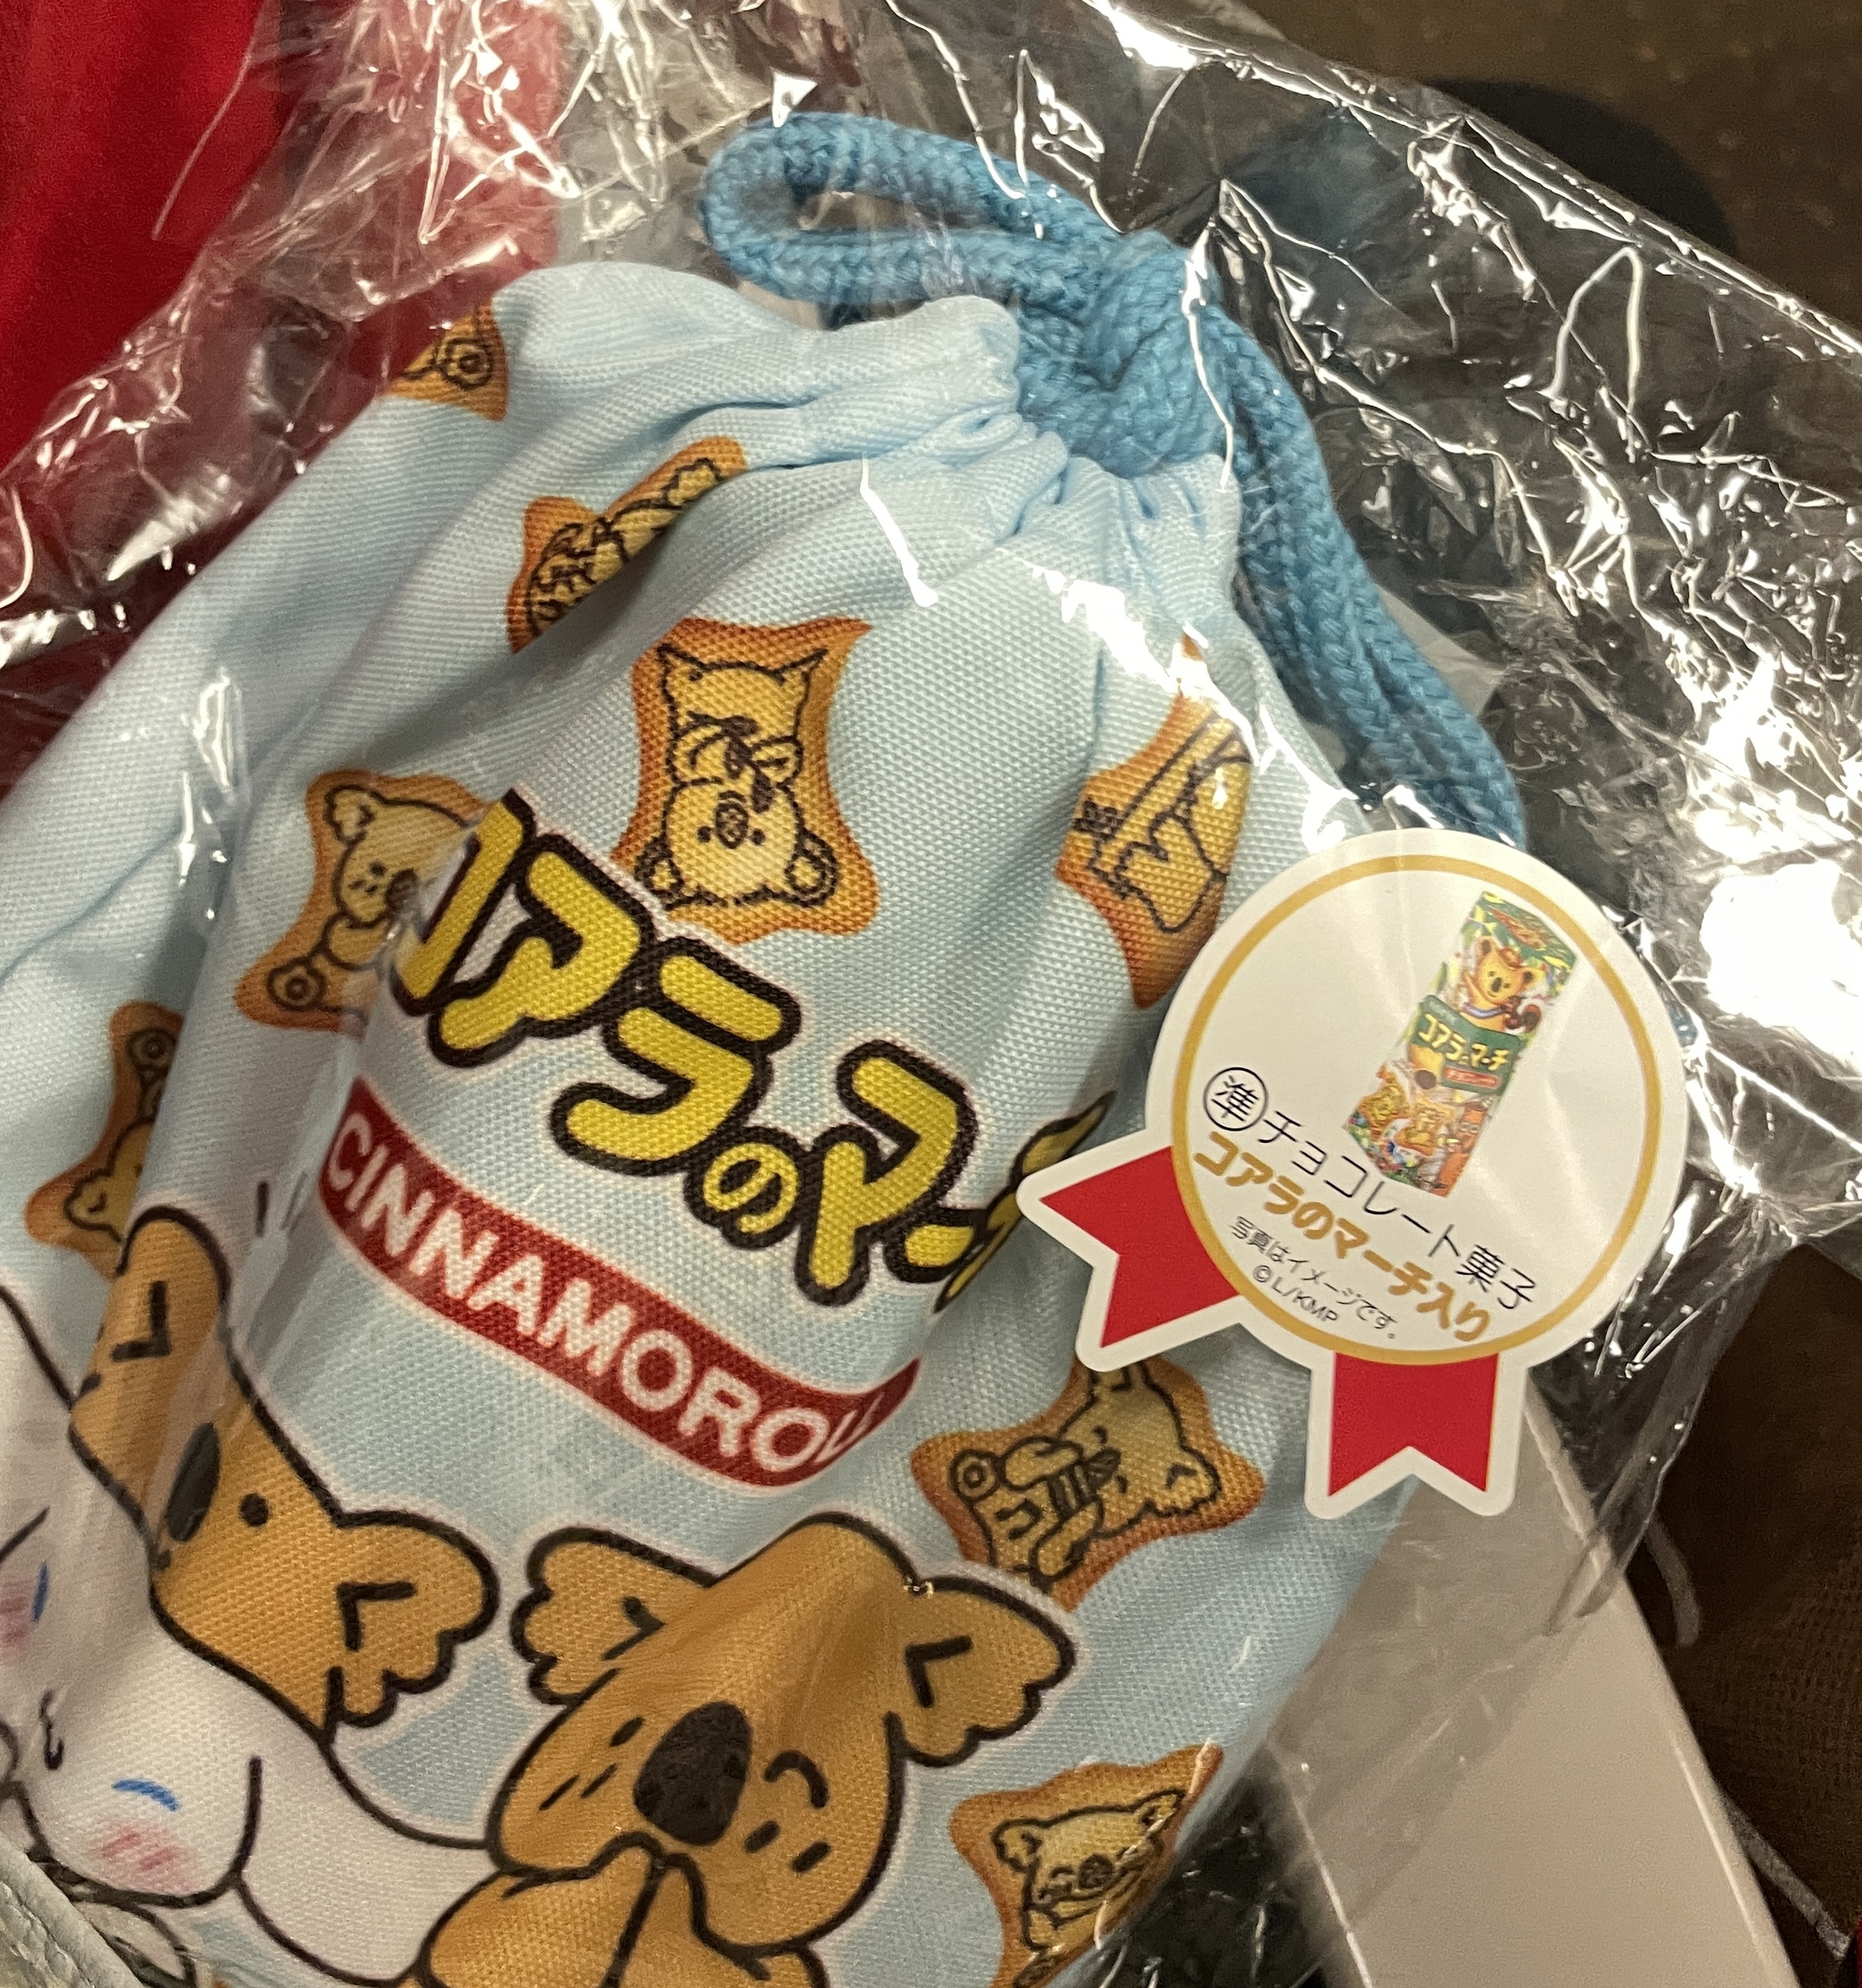 コアラのマー
CINNAMOROLL
コアラのマーチ
準チョコレート菓子
コアラのマーチ入り
写真はイメージです。
©L/KMP